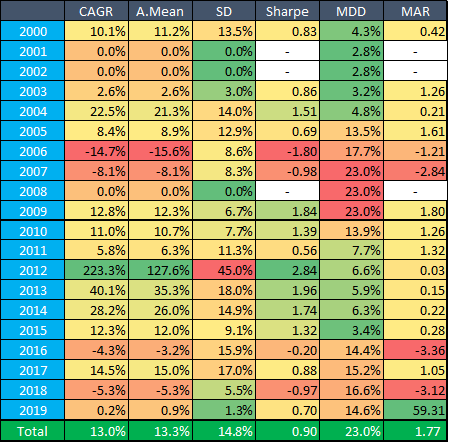 CAGR A.Mean SD Sharpe MDD MAR
2000 10.1% 11.2% 13.5% 0.83 4.3% 0.42
2001 0.0% 0.0% 0.0% - 2.8% -
2002 0.0% 0.0% 0.0% - 2.8% -
2003 2.6% 2.6% 3.0% 0.86 3.2% 1.26
2004 22.5% 21.3% 14.0% 1.51 4.8% 0.21
2005 8.4% 8.9% 12.9% 0.69 13.5% 1.61
2006 -14.7% -15.6% 8.6% -1.80 17.7% -1.21
2007 -8.1% -8.1% 8.3% -0.98 23.0% -2.84
2008 0.0% 0.0% 0.0% - 23.0% -
2009 12.8% 12.3% 6.7% 1.84 23.0% 1.80
2010 11.0% 10.7% 7.7% 1.39 13.9% 1.26
2011 5.8% 6.3% 11.3% 0.56 7.7% 1.32
2012 223.3% 127.6% 45.0% 2.84 6.6% 0.03
2013 40.1% 35.3% 18.0% 1.96 5.9% 0.15
2014 28.2% 26.0% 14.9% 1.74 6.3% 0.22
2015 12.3% 12.0% 9.1% 1.32 3.4% 0.28
2016 -4.3% -3.2% 15.9% -0.20 14.4% -3.36
2017 14.5% 15.0% 17.0% 0.88 15.2% 1.05
2018 -5.3% -5.3% 5.5% -0.97 16.6% -3.12
2019 0.2% 0.9% 1.3% 0.70 14.6% 59.31
Total 13.0% 13.3% 14.8% 0.90 23.0% 1.77